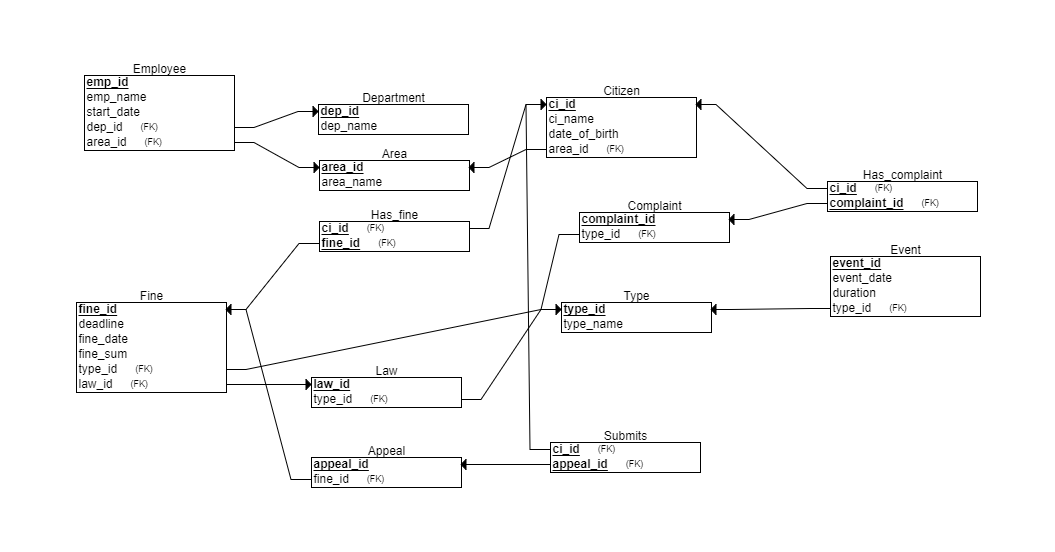 Employee
emp_id
emp_name
start_date
dep_id (FK)
area_id (FK)
Department
dep_id
dep_name
Area
area_id
area_name
Citizen
ci_id
ci_name
date_of_birth
area_id (FK)
Has_complaint
ci_id (FK)
complaint_id (FK)
Has_fine
ci_id (FK)
fine_id (FK)
Complaint
complaint_id
type_id (FK)
Event
event_id
event_date
duration
type_id (FK)
Fine
fine_id
deadline
fine_date
fine_sum
type_id (FK)
law_id (FK)
Type
type_id
type_name
Law
law_id
type_id (FK)
Appeal
appeal_id
fine_id (FK)
Submits
ci_id (FK)
appeal_id (FK)